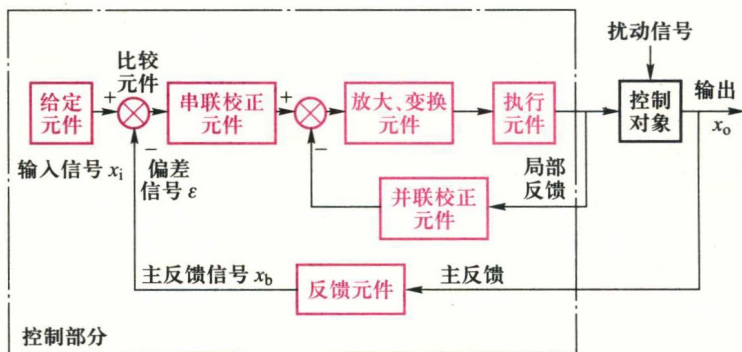 扰动信号
比较
元件
给定
元件
+
串联校正
元件
+
放大、变换
元件
执行
元件
控制
对象
输出
xo
输入信号 xi
−
偏差
信号 ε
−
局部
反馈
并联校正
元件
主反馈信号 xb
反馈元件
主反馈
控制部分